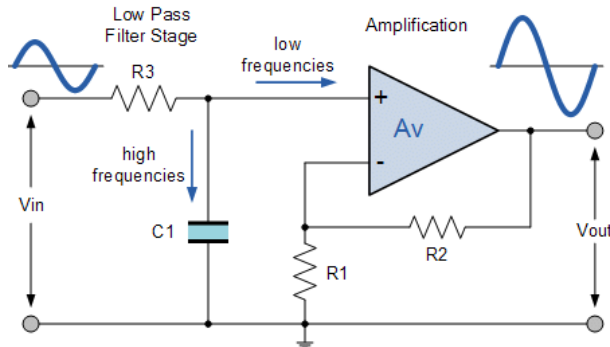 Low Pass
Filter Stage
Amplification
R3
low
frequencies
+
Av
-
high
frequencies
Vin
C1
R1
R2
Vout